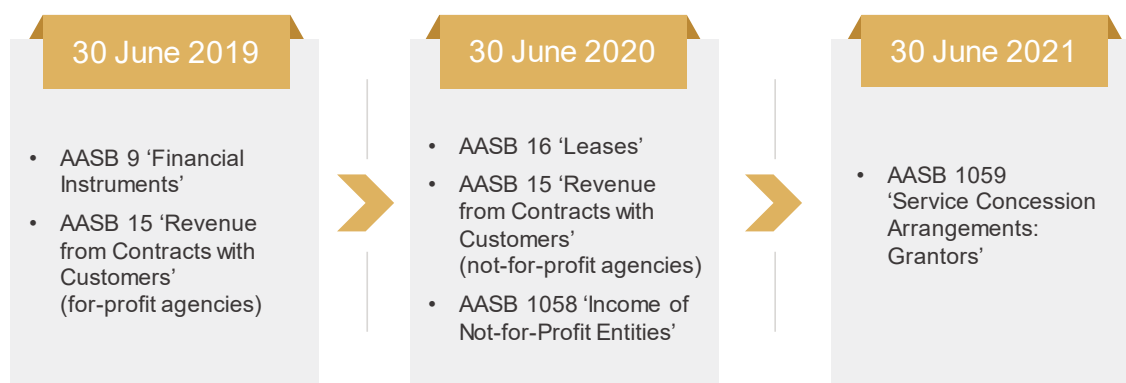 30 June 2019
• AASB 9 ‘Financial
Instruments’
• AASB 15 ‘Revenue
from Contracts with
Customers’
(for-profit agencies)
30 June 2020
• AASB 16 ‘Leases’
• AASB 15 ‘Revenue
from Contracts with
Customers’
(not-for-profit agencies)
• AASB 1058 ‘Income of
Not-for-Profit Entities’
30 June 2021
• AASB 1059
‘Service Concession
Arrangements:
Grantors’